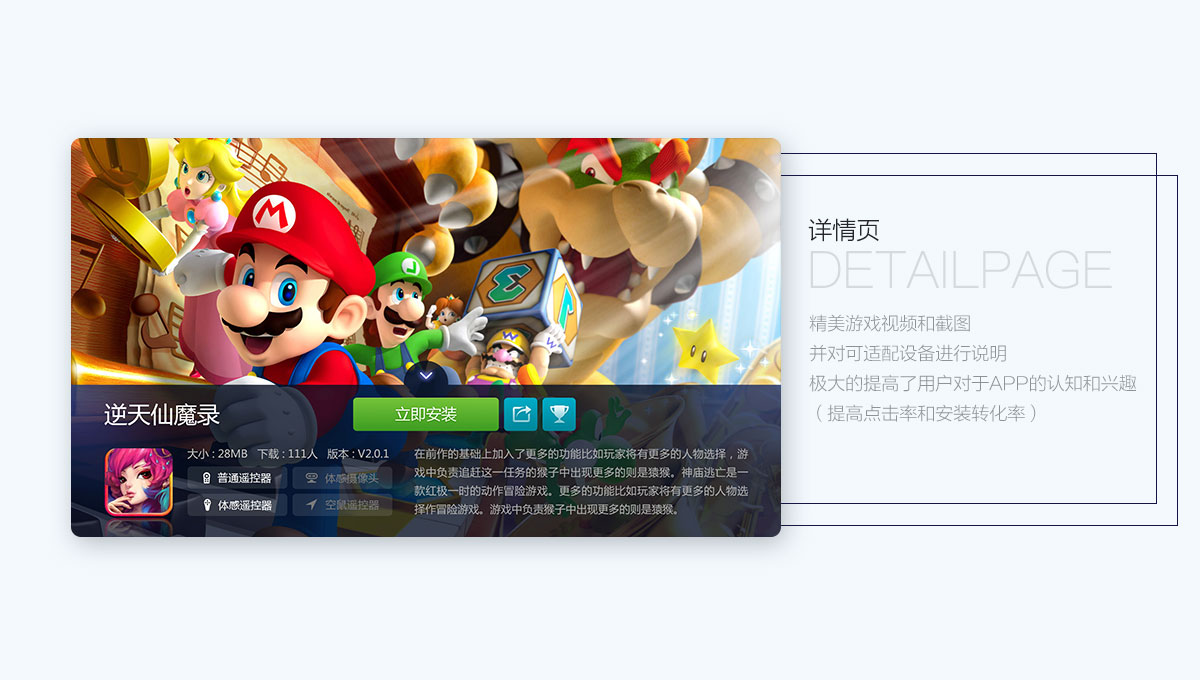 逆天仙魔录
立即安装
大小 : 28MB 下载 : 111人 版本 : V2.0.1
普通遥控器
体感摄像头
体感遥控器
空鼠遥控器
在前作的基础上加入了更多的功能比如玩家将有更多的人物选择，游
戏中负责追赶这一任务的猴子中出现更多的则是猿猴。神庙逃亡是一
款红极一时的动作冒险游戏。更多的功能比如玩家将有更多的人物选
择作冒险游戏。游戏中负责猴子中出现更多的则是猿猴。
详情页
DETAILPAGE
精美游戏视频和截图
并对可适配设备进行说明
极大的提高了用户对于APP的认知和兴趣
（提高点击率和安装转化率）